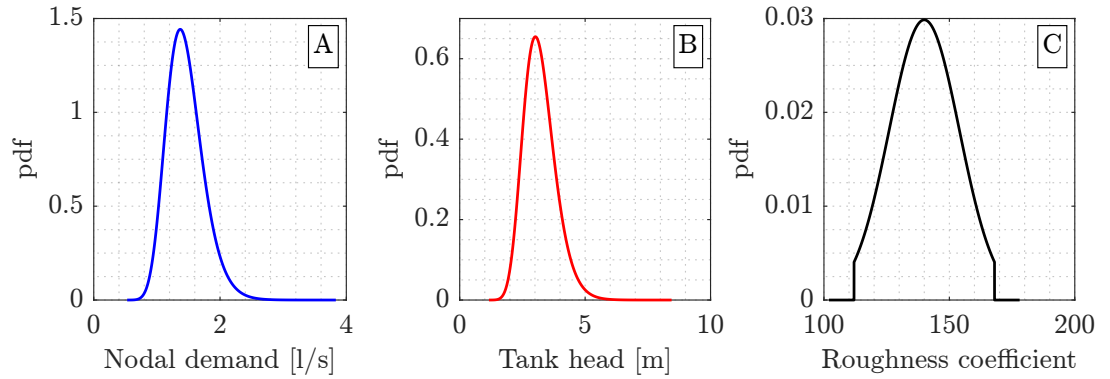 1.5
1
0.5
0
pdf
0
2
4
Nodal demand [l/s]
A
0.6
0.4
0.2
0
pdf
0
5
10
Tank head [m]
B
0.03
0.02
0.01
0
pdf
100
150
200
Roughness coefficient
C